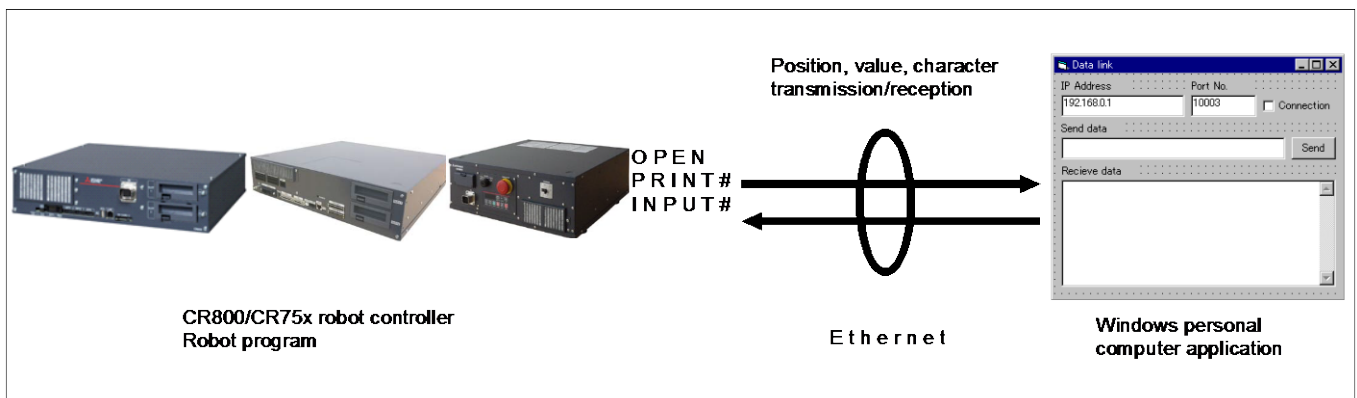 Position, value, character
transmission/reception
OPEN
PRINT#
INPUT#
CR800/CR75x robot controller
Robot program
Ethernet
Data link
IP Address
Port No.
192.168.0.1
10003
Connection
Send data
Send
Recieve data
Windows personal
computer application